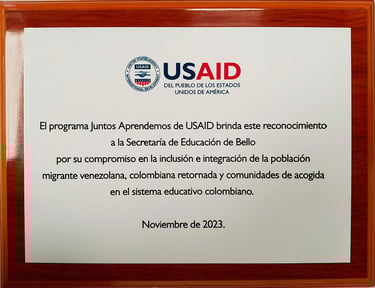 USAID
USAID
DEL PUEBLO DE LOS ESTADOS
UNIDOS DE AMÉRICA
El programa Juntos Aprendemos de USAID brinda este reconocimiento
a la Secretaría de Educación de Bello
por su compromiso en la inclusión e integración de la población
migrante venezolana, colombiana retornada y comunidades de acogida
en el sistema educativo colombiano.
Noviembre de 2023.